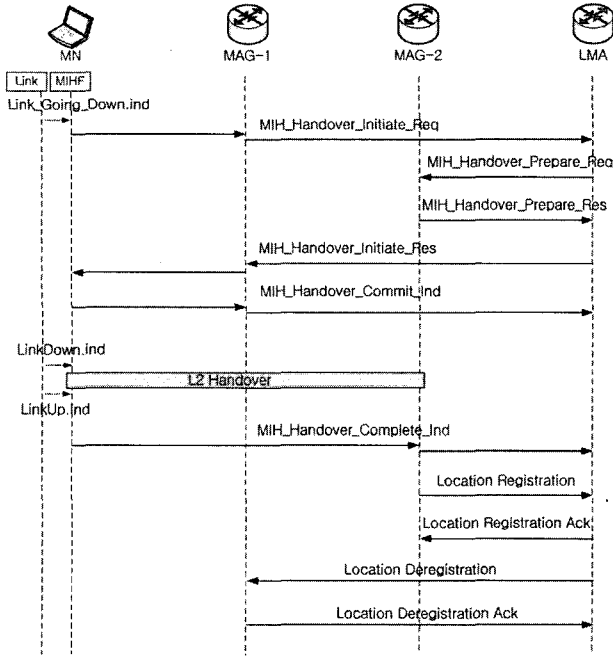 MN MAG-1 MAG-2 LMA
Link MIHF
Link_Going_Down.ind
MIH_Handover_Initiate_Req
MIH_Handover_Prepare_Req
MIH_Handover_Prepare_Res
MIH_Handover_Initiate_Res
MIH_Handover_Commit_Ind
LinkDown.ind
L2 Handover
LinkUp.ind
MIH_Handover_Complete_Ind
Location Registration
Location Registration Ack
Location Deregistration
Location Deregistration Ack